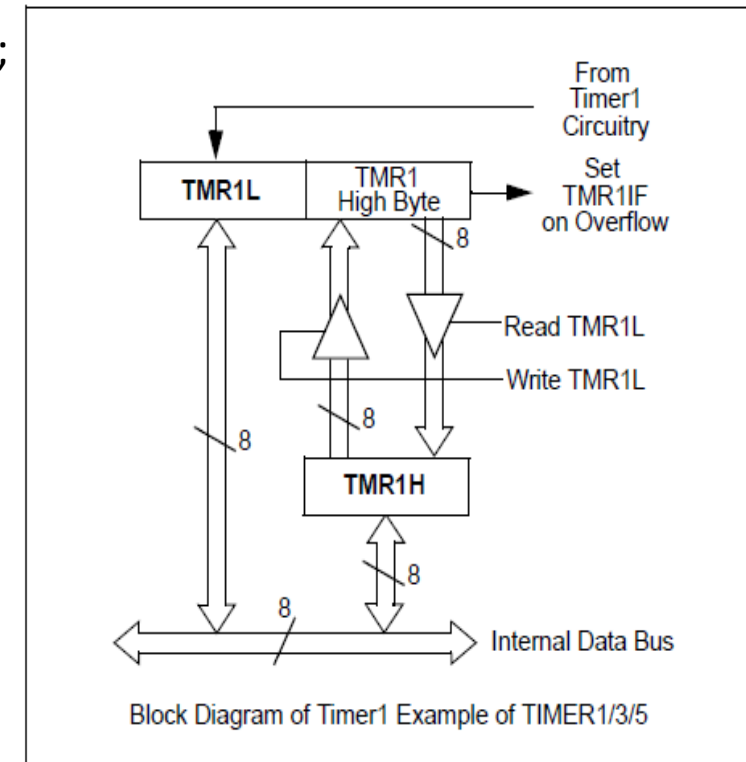 ;
From
Timer1
Circuitry
TMR1L
TMR1
High Byte
Set
TMR1IF
on Overflow
8
Read TMR1L
Write TMR1L
8
8
TMR1H
8
8
Internal Data Bus
Block Diagram of Timer1 Example of TIMER1/3/5